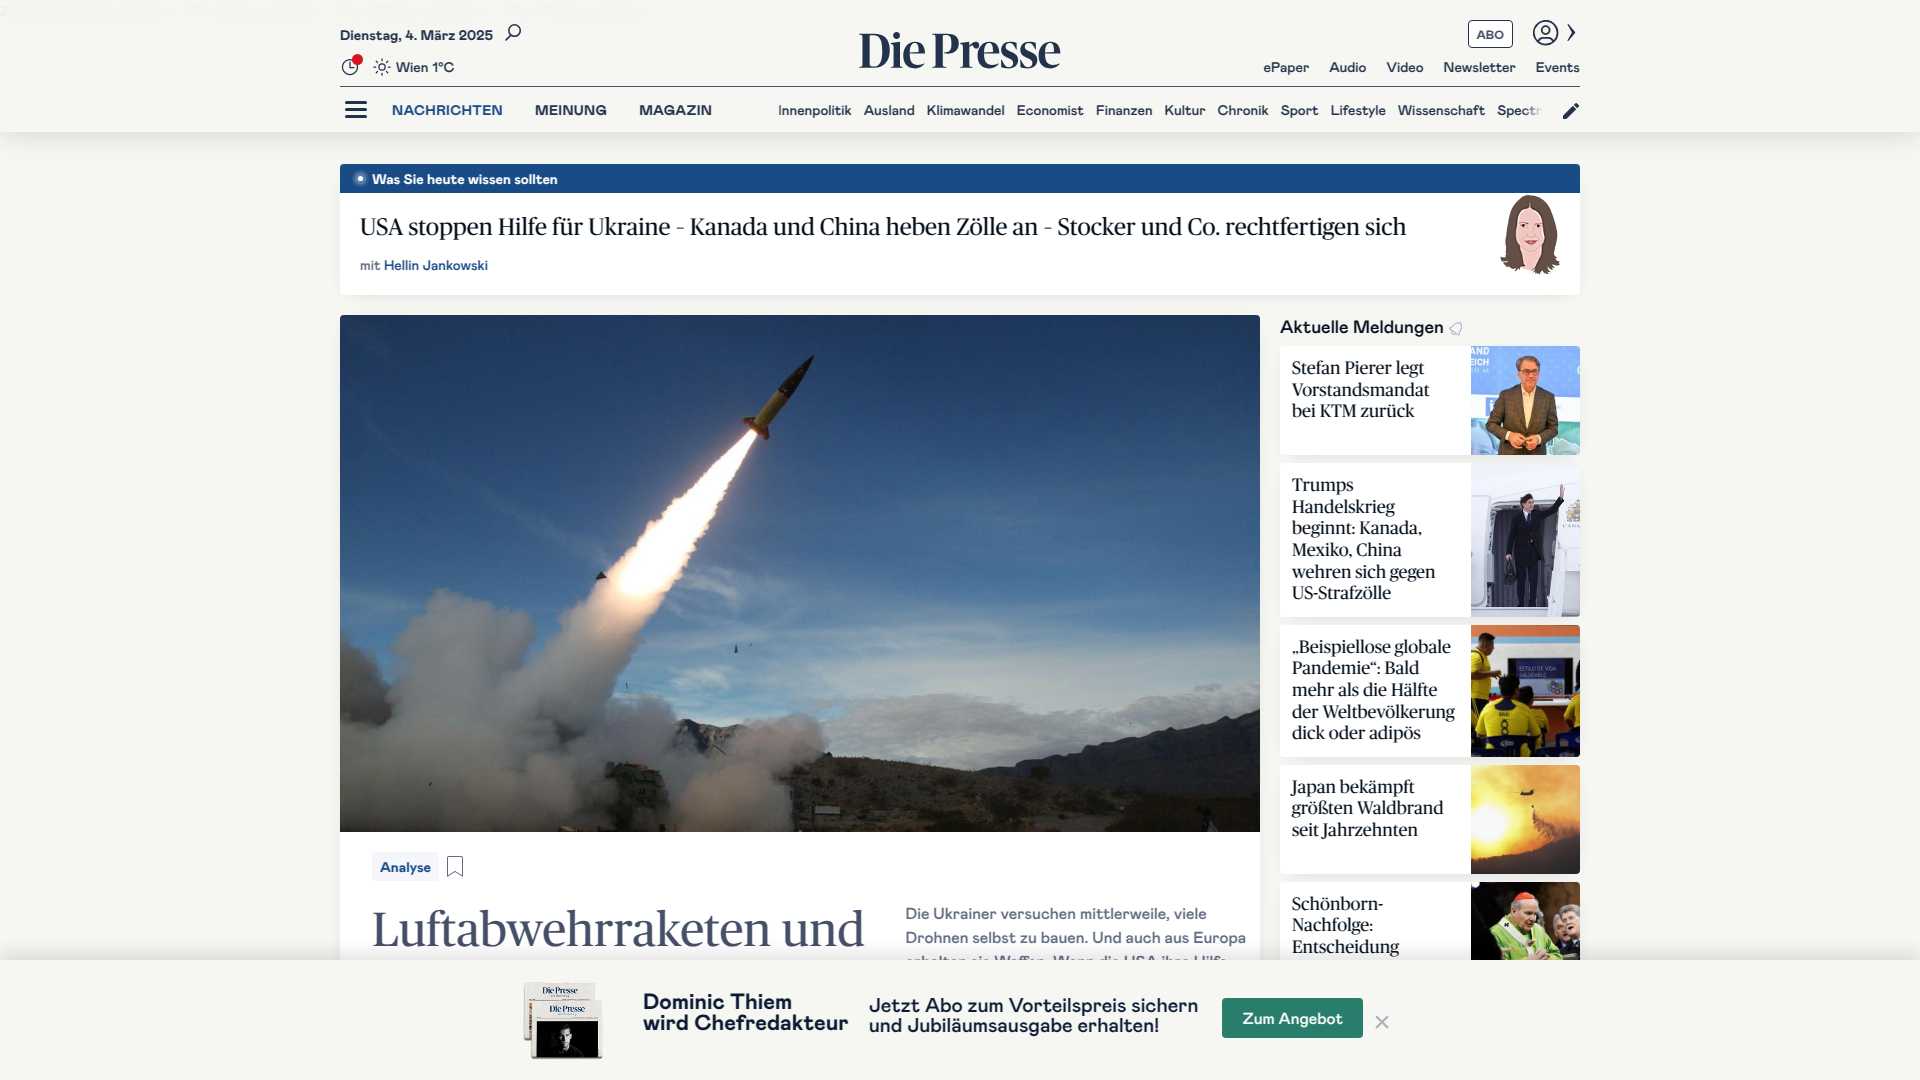 Dienstag, 4. März 2025
Die Presse
ABO
Wien 1°C
ePaper Audio Video Newsletter Events
NACHRICHTEN MEINUNG MAGAZIN
Innenpolitik Ausland Klimawandel Economist Finanzen Kultur Chronik Sport Lifestyle Wissenschaft
Was Sie heute wissen sollten
USA stoppen Hilfe für Ukraine – Kanada und China heben Zölle an – Stocker und Co. rechtfertigen sich
mit Hellin Jankowski
Analyse
Luftabwehrraketen und
Die Ukrainer versuchen mittlerweile, viele
Drohnen selbst zu bauen. Und auch aus Europa
Aktuelle Meldungen
Stefan Pierer legt
Vorstandsmandat
bei KTM zurück
Trumps
Handelskrieg
beginnt: Kanada,
Mexiko, China
wehren sich gegen
US-Strafzölle
„Beispiellose globale
Pandemie“: Bald
mehr als die Hälfte
der Weltbevölkerung
dick oder adipös
Japan bekämpft
größten Waldbrand
seit Jahrzehnten
Schönborn-
Nachfolge:
Entscheidung
Die Presse
Die Presse
Dominic Thiem
wird Chefredakteur
Jetzt Abo zum Vorteilspreis sichern
und Jubiläumsausgabe erhalten!
Zum Angebot